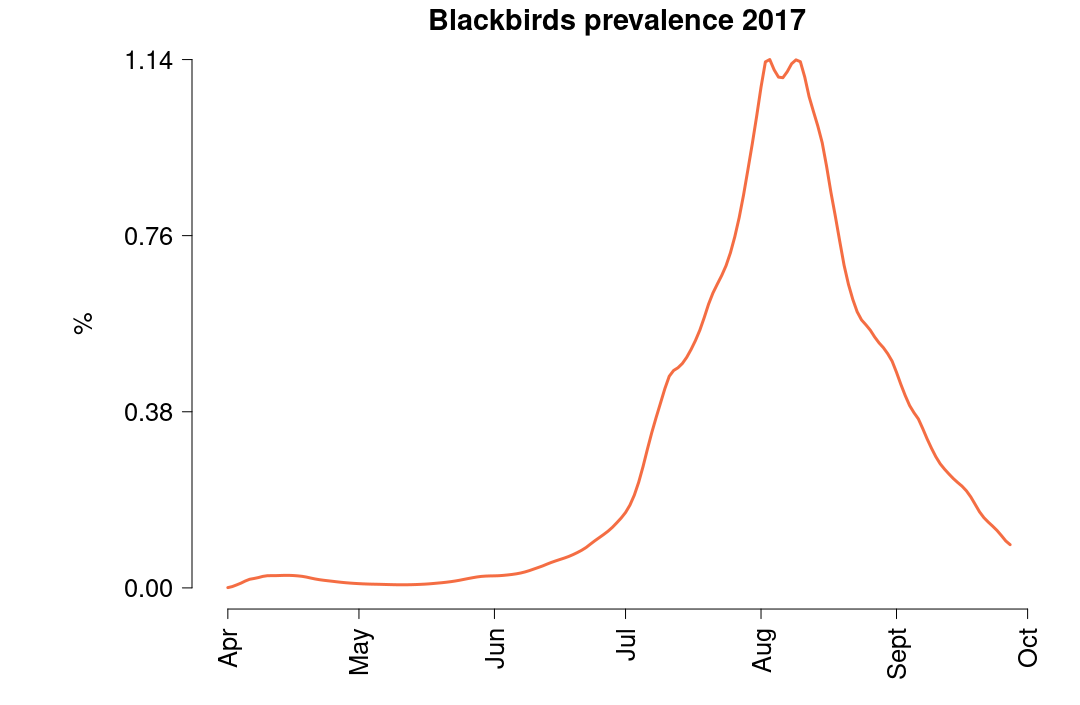 Blackbirds prevalence 2017
1.14
0.76
%
0.38
0.00
Apr
May
Jun
Jul
Aug
Sept
Oct